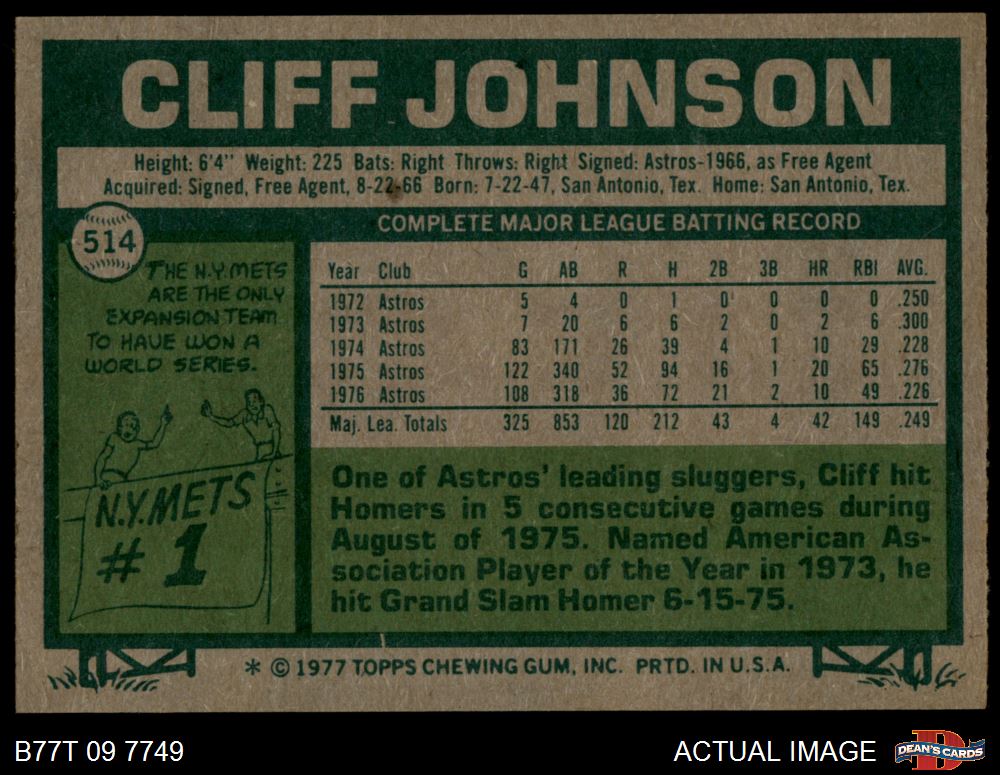 CLIFF JOHNSON
Height: 6'4" Weight: 225 Bats: Right Throws: Right Signed: Astros-1966, as Free Agent
Acquired: Signed, Free Agent, 8-22-66 Born: 7-22-47, San Antonio, Tex. Home: San Antonio, Tex.
514
THE N.Y. METS
ARE THE ONLY
EXPANSION TEAM
TO HAVE WON A
WORLD SERIES.
N.Y. METS
# 1
COMPLETE MAJOR LEAGUE BATTING RECORD
Year Club G AB R H 2B 3B HR RBI AVG.
1972 Astros 5 4 0 1 0 0 0 0 .250
1973 Astros 7 20 6 6 2 0 2 6 .300
1974 Astros 83 171 26 39 4 1 10 29 .228
1975 Astros 122 340 52 94 16 1 20 65 .276
1976 Astros 108 318 36 72 21 2 10 49 .226
Maj. Lea. Totals 325 853 120 212 43 4 42 149 .249
One of Astros' leading sluggers, Cliff hit
Homers in 5 consecutive games during
August of 1975. Named American As-
sociation Player of the Year in 1973, he
hit Grand Slam Homer 6-15-75.
* © 1977 TOPPS CHEWING GUM, INC. PRTD. IN U.S.A.
B77T 09 7749
ACTUAL IMAGE
D
DEAN'S CARDS